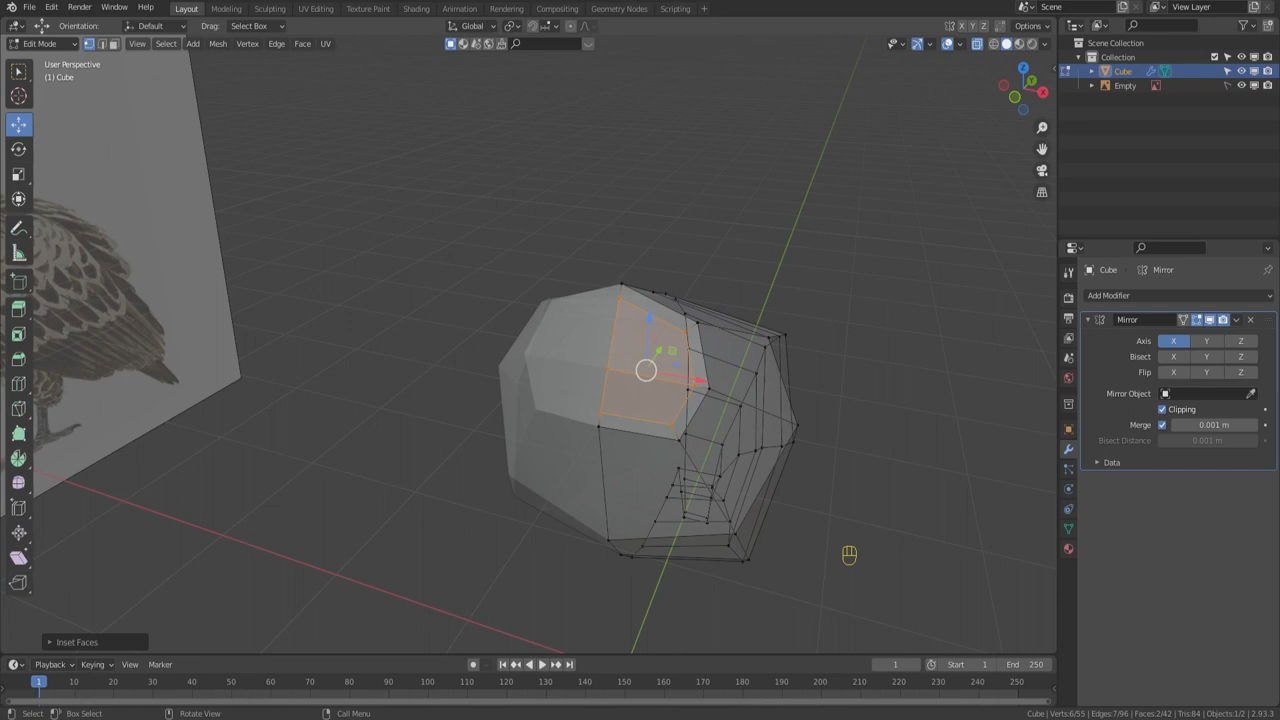 File Edit Render Window Help Layout Modeling Sculpting UV Editing Texture Paint Shading Animation Rendering Compositing Geometry Nodes Scripting + Scene View Layer
Orientation: Default Drag: Select Box Global X Y Z Options
Edit Mode View Select Add Mesh Vertex Edge Face UV
Scene Collection
Collection
Cube
Empty
User Perspective
(1) Cube
Z
Y
X
Cube Mirror
Add Modifier
Mirror
Axis X Y Z
Bisect X Y Z
Flip X Y Z
Mirror Object
Clipping
Merge 0.001 m
Bisect Distance 0.001 m
Data
Inset Faces
Playback Keying View Marker 1 Start 1 End 250
1 10 20 30 40 50 60 70 80 90 100 110 120 130 140 150 160 170 180 190 200 210 220 230 240 250
Select Box Select Rotate View Call Menu Cube | Verts:6/55 | Edges:7/96 | Faces:2/42 | Tris:84 | Objects:1/2 | 2.93.3